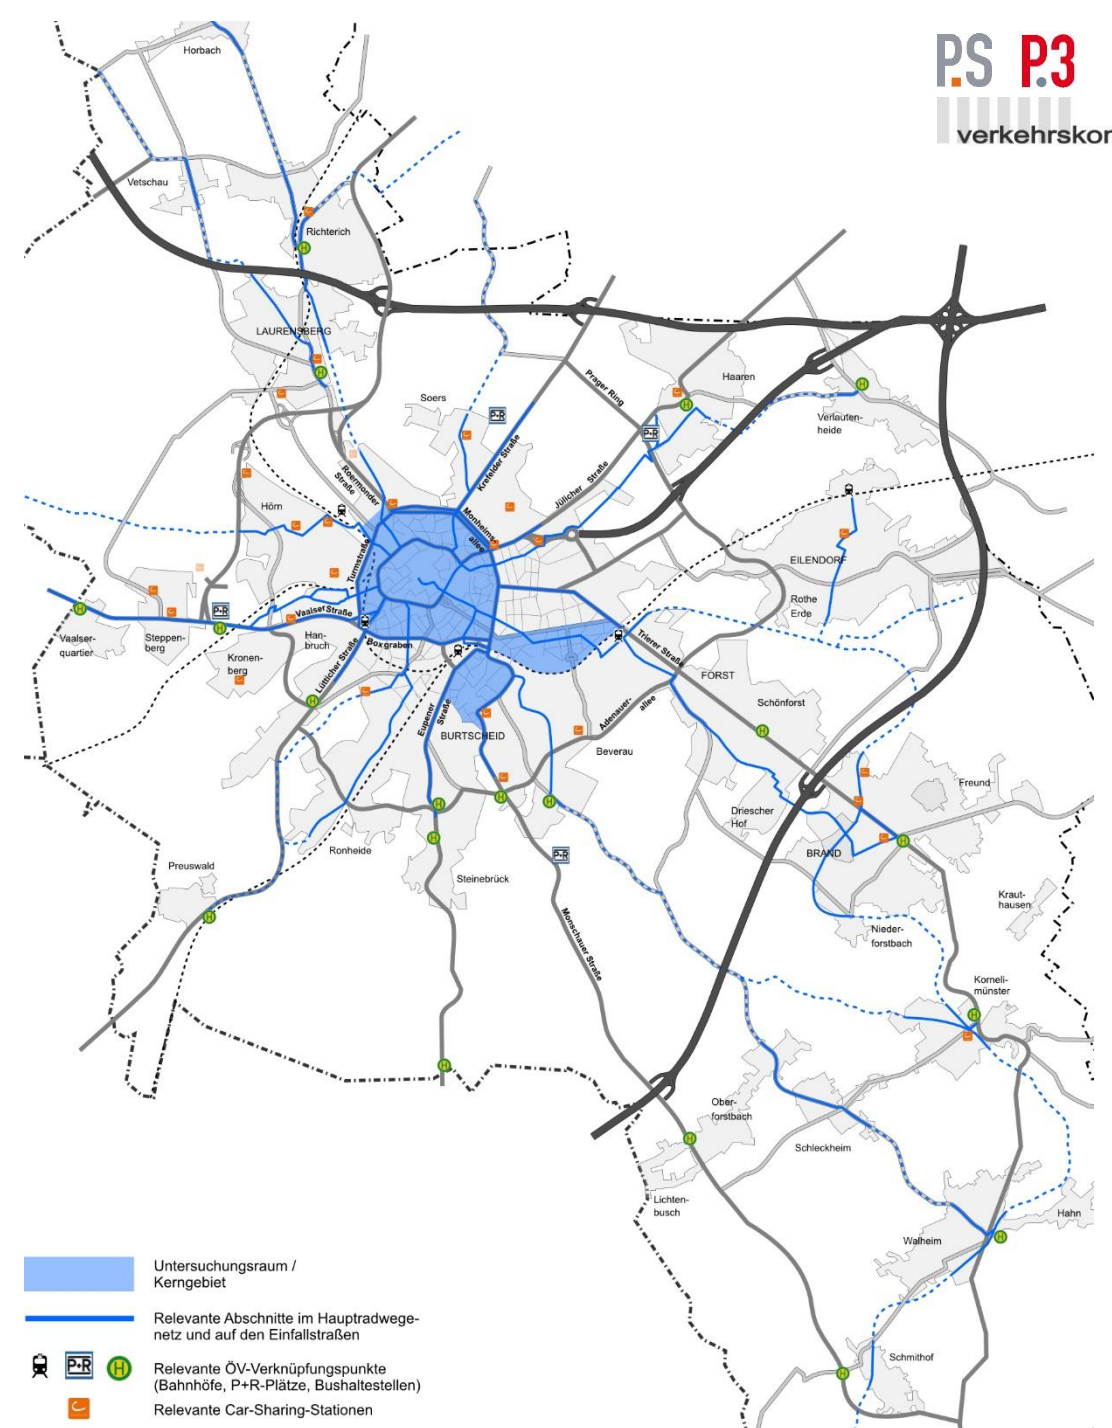 P.S P.3
verkehrskor
Horbach
Vetschau
Richterich
LAURENSBERG
Haaren
Prager Ring
Soers
P+R
Verlauten-
heide
P+R
Krefelder Straße
Roermonder
Straße
Jülicher Straße
Hörn
Monheims-
allee
Turmstraße
EILENDORF
Rothe
Erde
P+R
Vaalser Straße
Vaalser-
quartier
Steppen-
berg
Han-
bruch
Boxgraben
Trierer Straße
Kronen-
berg
Lütticher Straße
FORST
Schönforst
Eupener
Straße
Adenauer-
allee
BURTSCHEID
Beverau
Freund
Driescher
Hof
BRAND
Ronheide
P+R
Preuswald
Steinebrück
Kraut-
hausen
Nieder-
forstbach
Monschauer Straße
Korneli-
münster
Ober-
forstbach
Schleckheim
Lichten-
busch
Hahn
Walheim
Schmithof
Untersuchungsraum /
Kerngebiet
Relevante Abschnitte im Hauptradwege-
netz und auf den Einfallstraßen
P+R H Relevante ÖV-Verknüpfungspunkte
(Bahnhöfe, P+R-Plätze, Bushaltestellen)
Relevante Car-Sharing-Stationen